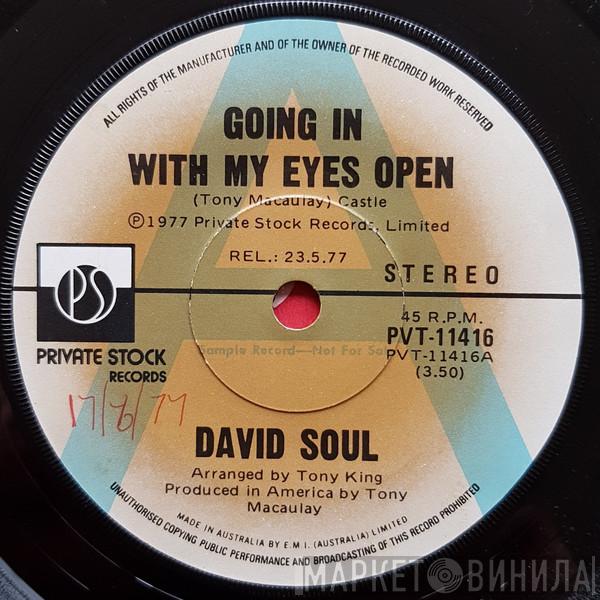 ALL RIGHTS OF THE MANUFACTURER AND OF THE OWNER OF THE RECORDED WORK RESERVED
GOING IN
WITH MY EYES OPEN
(Tony Macaulay) Castle
Ⓟ1977 Private Stock Records, Limited
REL.: 23.5.77
STEREO
PS
45 R.P.M.
PVT-11416
PVT-11416A
(3.50)
Sample Record—Not For Sale
PRIVATE STOCK
RECORDS
17/6/77
DAVID SOUL
Arranged by Tony King
Produced in America by Tony
Macaulay
MADE IN AUSTRALIA BY E.M.I. (AUSTRALIA) LIMITED
UNAUTHORISED COPYING PUBLIC PERFORMANCE AND BROADCASTING OF THIS RECORD PROHIBITED
МАРКЕТ ВИНИЛА